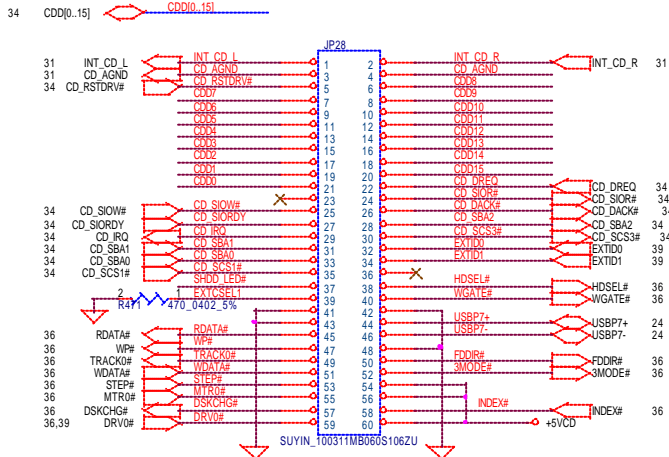 34 CDD[0..15] CDD[0..15]
JP28
31 INT_CD_L INT_CD_L 1 2 INT_CD_R INT_CD_R 31
31 CD_AGND CD_AGND 3 4 CD_AGND
34 CD_RSTDRV# CD_RSTDRV# 5 6 CDD8
CDD7 7 8 CDD9
CDD6 9 10 CDD10
CDD5 11 12 CDD11
CDD4 13 14 CDD12
CDD3 15 16 CDD13
CDD2 17 18 CDD14
CDD1 19 20 CDD15
CDD0 21 22 CD_DREQ CD_DREQ 34
23 24 CD_SIOR# CD_SIOR# 34
34 CD_SIOW# CD_SIOW# 25 26 CD_DACK# CD_DACK# 34
34 CD_SIORDY CD_SIORDY 27 28 CD_SBA2 CD_SBA2 34
34 CD_IRQ CD_IRQ 29 30 CD_SCS3# CD_SCS3# 34
34 CD_SBA1 CD_SBA1 31 32 EXTID0 EXTID0 39
34 CD_SBA0 CD_SBA0 33 34 EXTID1 EXTID1 39
34 CD_SCS1# CD_SCS1# 35 36
SHDD_LED# 37 38 HDSEL# HDSEL# 36
2 1 EXTCSEL1 39 40 WGATE# WGATE# 36
R471 470_0402_5% 41 42
43 44 USBP7+ USBP7+ 24
36 RDATA# RDATA# 45 46 USBP7- USBP7- 24
36 WP# WP# 47 48
36 TRACK0# TRACK0# 49 50 FDDIR# FDDIR# 36
36 WDATA# WDATA# 51 52 3MODE# 3MODE# 36
36 STEP# STEP# 53 54
36 MTR0# MTR0# 55 56
36 DSKCHG# DSKCHG# 57 58 INDEX# INDEX# 36
36,39 DRV0# DRV0# 59 60 +5VCD
SUYIN_100311MB060S106ZU